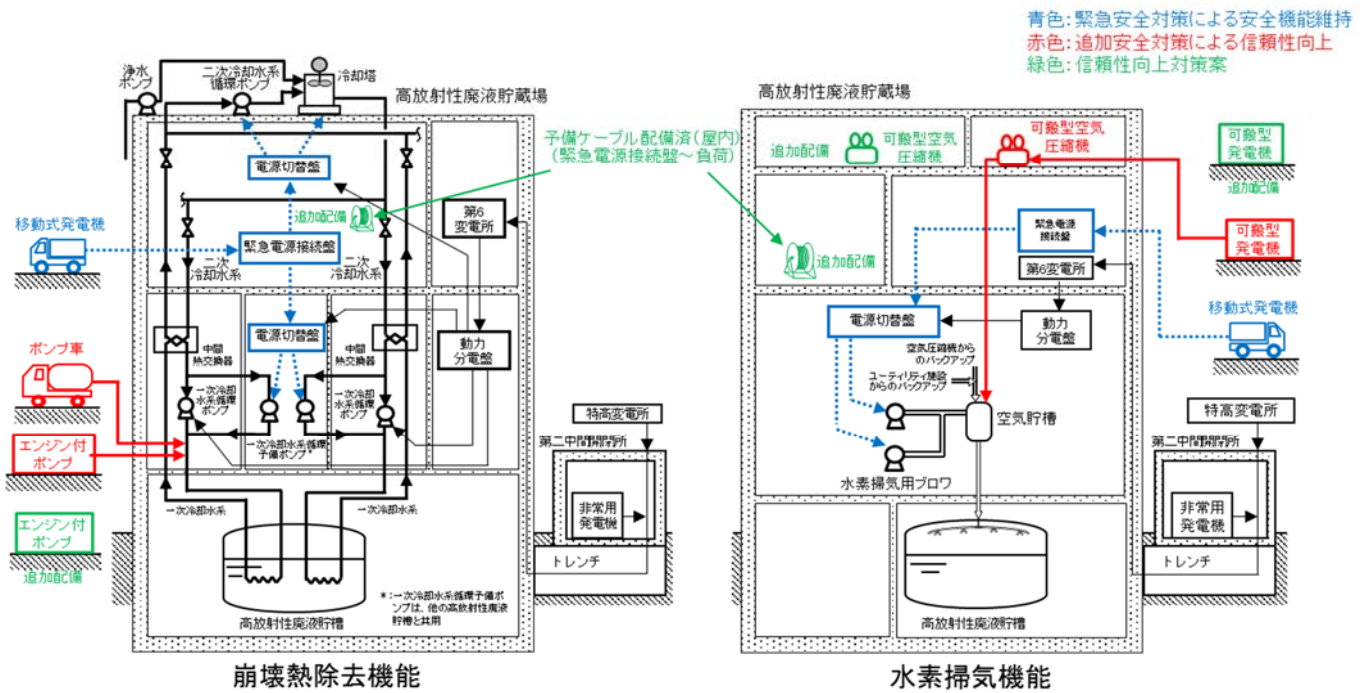 青色:緊急安全対策による安全機能維持
赤色:追加安全対策による信頼性向上
緑色:信頼性向上対策案
浄水
ポンプ
二次冷却水系
循環ポンプ
冷却塔
高放射性廃液貯蔵場
電源切替盤
予備ケーブル配備済(屋内)
(緊急電源接続盤～負荷)
追加配備
第6
変電所
移動式発電機
緊急電源接続盤
二次
冷却水系
二次
冷却水系
電源切替盤
動力
分電盤
中間
熱交換器
中間
熱交換器
ポンプ車
一次冷却
水系循環
ポンプ
一次冷却
水系循環
ポンプ
エンジン付
ポンプ
一次冷却水系循環
予備ポンプ*
特高変電所
第二中間開閉所
非常用
発電機
トレンチ
一次冷却水系
一次冷却水系
エンジン付
ポンプ
追加配備
高放射性廃液貯槽
*:一次冷却水系循環予備ポ
ンプは、他の高放射性廃液
貯槽と共用
崩壊熱除去機能
高放射性廃液貯蔵場
追加配備
可搬型空気
圧縮機
可搬型空気
圧縮機
可搬型
発電機
追加配備
可搬型
発電機
追加配備
緊急電源
接続盤
第6変電所
移動式発電機
電源切替盤
動力
分電盤
空気圧縮機から
のバックアップ
ユーティリティ施設
からのバックアップ
空気貯槽
水素掃気用ブロワ
特高変電所
第二中間開閉所
非常用
発電機
トレンチ
高放射性廃液貯槽
水素掃気機能